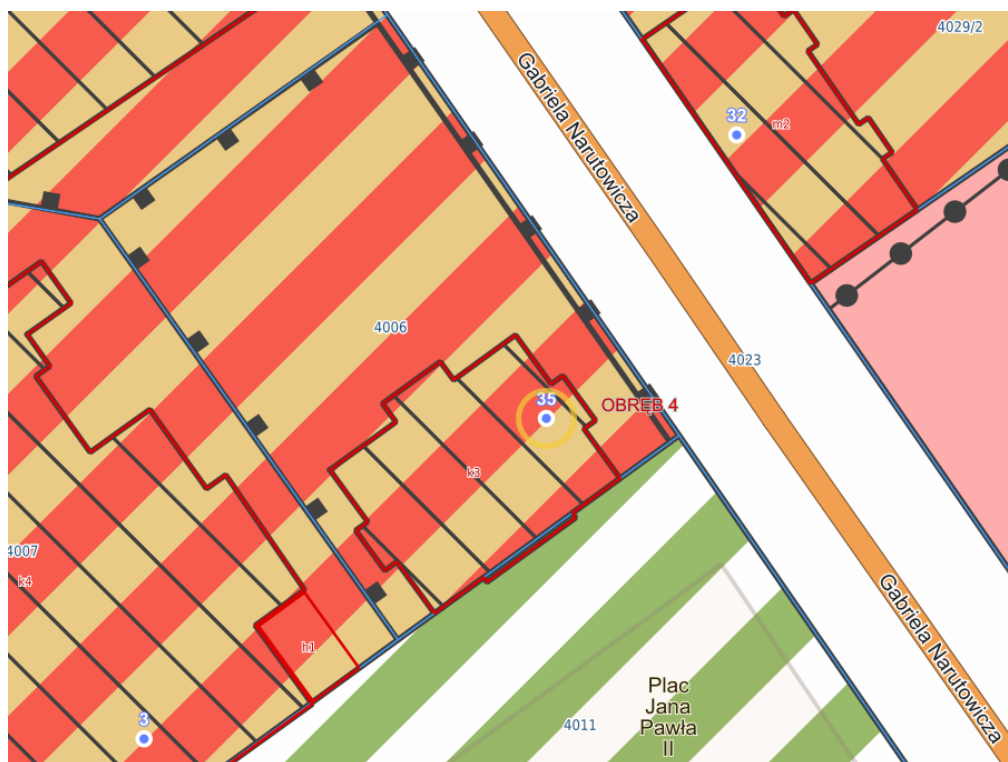 4029/2
Gabriela Narutowicza
32
m2
4006
4023
35
OBRĘB 4
k3
4007
k4
h1
Gabriela Narutowicza
Plac
Jana
Pawła
II
4011
3